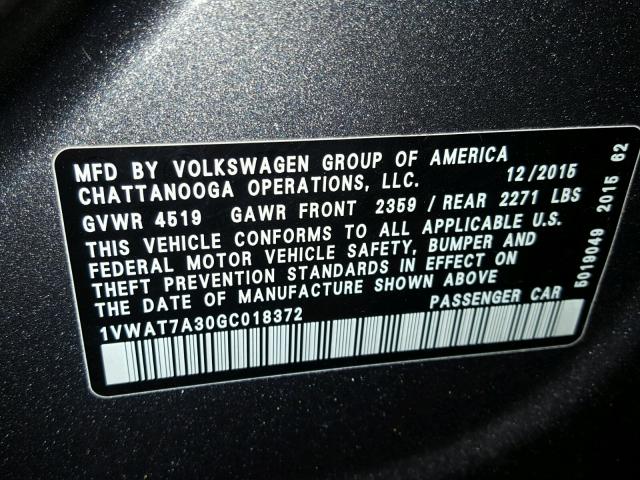 MFD BY VOLKSWAGEN GROUP OF AMERICA
CHATTANOOGA OPERATIONS, LLC. 12/2015
GVWR 4519 GAWR FRONT 2359 / REAR 2271 LBS
THIS VEHICLE CONFORMS TO ALL APPLICABLE U.S.
FEDERAL MOTOR VEHICLE SAFETY, BUMPER AND
THEFT PREVENTION STANDARDS IN EFFECT ON
THE DATE OF MANUFACTURE SHOWN ABOVE
1VWAT7A30GC018372 PASSENGER CAR
5019049 2015 62